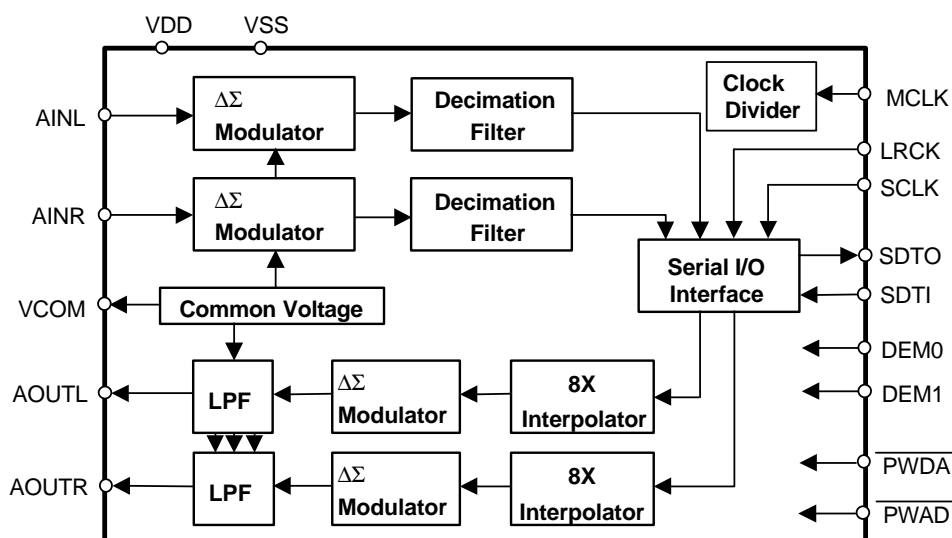 VDD
VSS
AINL
ΔΣ
Modulator
Decimation
Filter
Clock
Divider
MCLK
LRCK
AINR
ΔΣ
Modulator
Decimation
Filter
SCLK
SDTO
Serial I/O
Interface
SDTI
VCOM
Common Voltage
DEM0
AOUTL
LPF
ΔΣ
Modulator
8X
Interpolator
DEM1
PWDA
AOUTR
LPF
ΔΣ
Modulator
8X
Interpolator
PWAD